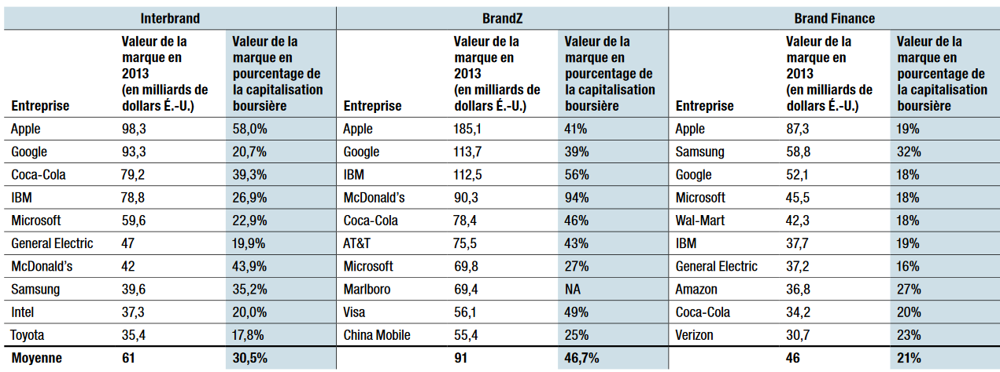 Interbrand BrandZ Brand Finance
Entreprise Valeur de la marque en 2013 (en milliards de dollars É.-U.) Valeur de la marque en pourcentage de la capitalisation boursière Entreprise Valeur de la marque en 2013 (en milliards de dollars É.-U.) Valeur de la marque en pourcentage de la capitalisation boursière Entreprise Valeur de la marque en 2013 (en milliards de dollars É.-U.) Valeur de la marque en pourcentage de la capitalisation boursière
Apple 98,3 58,0% Apple 185,1 41% Apple 87,3 19%
Google 93,3 20,7% Google 113,7 39% Samsung 58,8 32%
Coca-Cola 79,2 39,3% IBM 112,5 56% Google 52,1 18%
IBM 78,8 26,9% McDonald’s 90,3 94% Microsoft 45,5 18%
Microsoft 59,6 22,9% Coca-Cola 78,4 46% Wal-Mart 42,3 18%
General Electric 47 19,9% AT&T 75,5 43% IBM 37,7 19%
McDonald’s 42 43,9% Microsoft 69,8 27% General Electric 37,2 16%
Samsung 39,6 35,2% Marlboro 69,4 NA Amazon 36,8 27%
Intel 37,3 20,0% Visa 56,1 49% Coca-Cola 34,2 20%
Toyota 35,4 17,8% China Mobile 55,4 25% Verizon 30,7 23%
Moyenne 61 30,5% 91 46,7% 46 21%